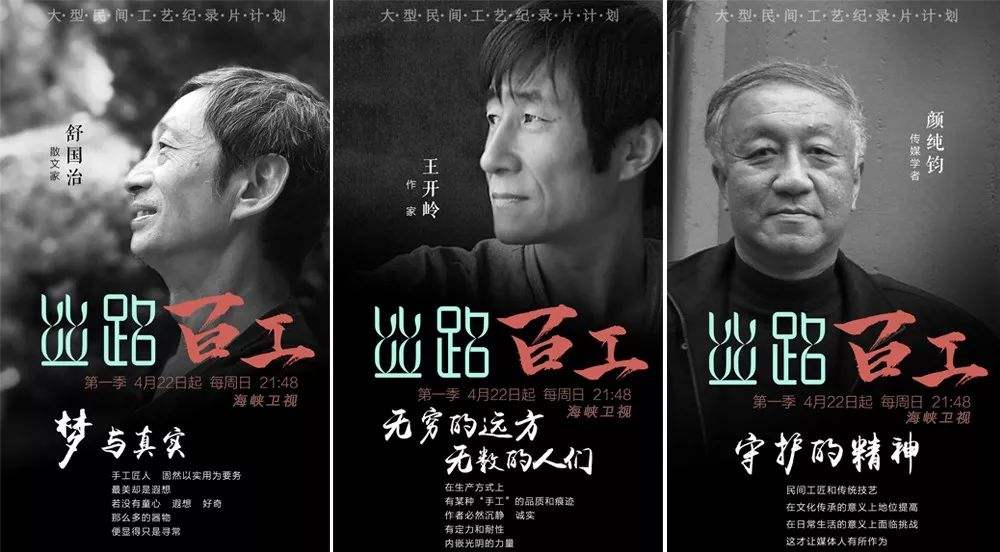 大·型·民·间·工·艺·纪·录·片·计·划
舒国治
散文家
丝路百工
第一季 4月22日起 每周日 21:48
海峡卫视
梦与真实
手工匠人 固然以实用为要务
最美却是遐想
若没有童心 遐想 好奇
那么多的器物
便显得只是寻常
大·型·民·间·工·艺·纪·录·片·计·划
王开岭
作家
丝路百工
第一季 4月22日起 每周日 21:48
海峡卫视
无穷的远方
无数的人们
在生产方式上
有某种“手工”的品质和痕迹
作者必然沉静 诚实
有定力和耐性
内嵌光阴的力量
大·型·民·间·工·艺·纪·录·片·计·划
颜纯钧
传媒学者
丝路百工
第一季 4月22日起 每周日 21:48
海峡卫视
守护的精神
民间工匠和传统技艺
在文化传承的意义上地位提高
在日常生活的意义上面临挑战
这才让媒体人有所作为